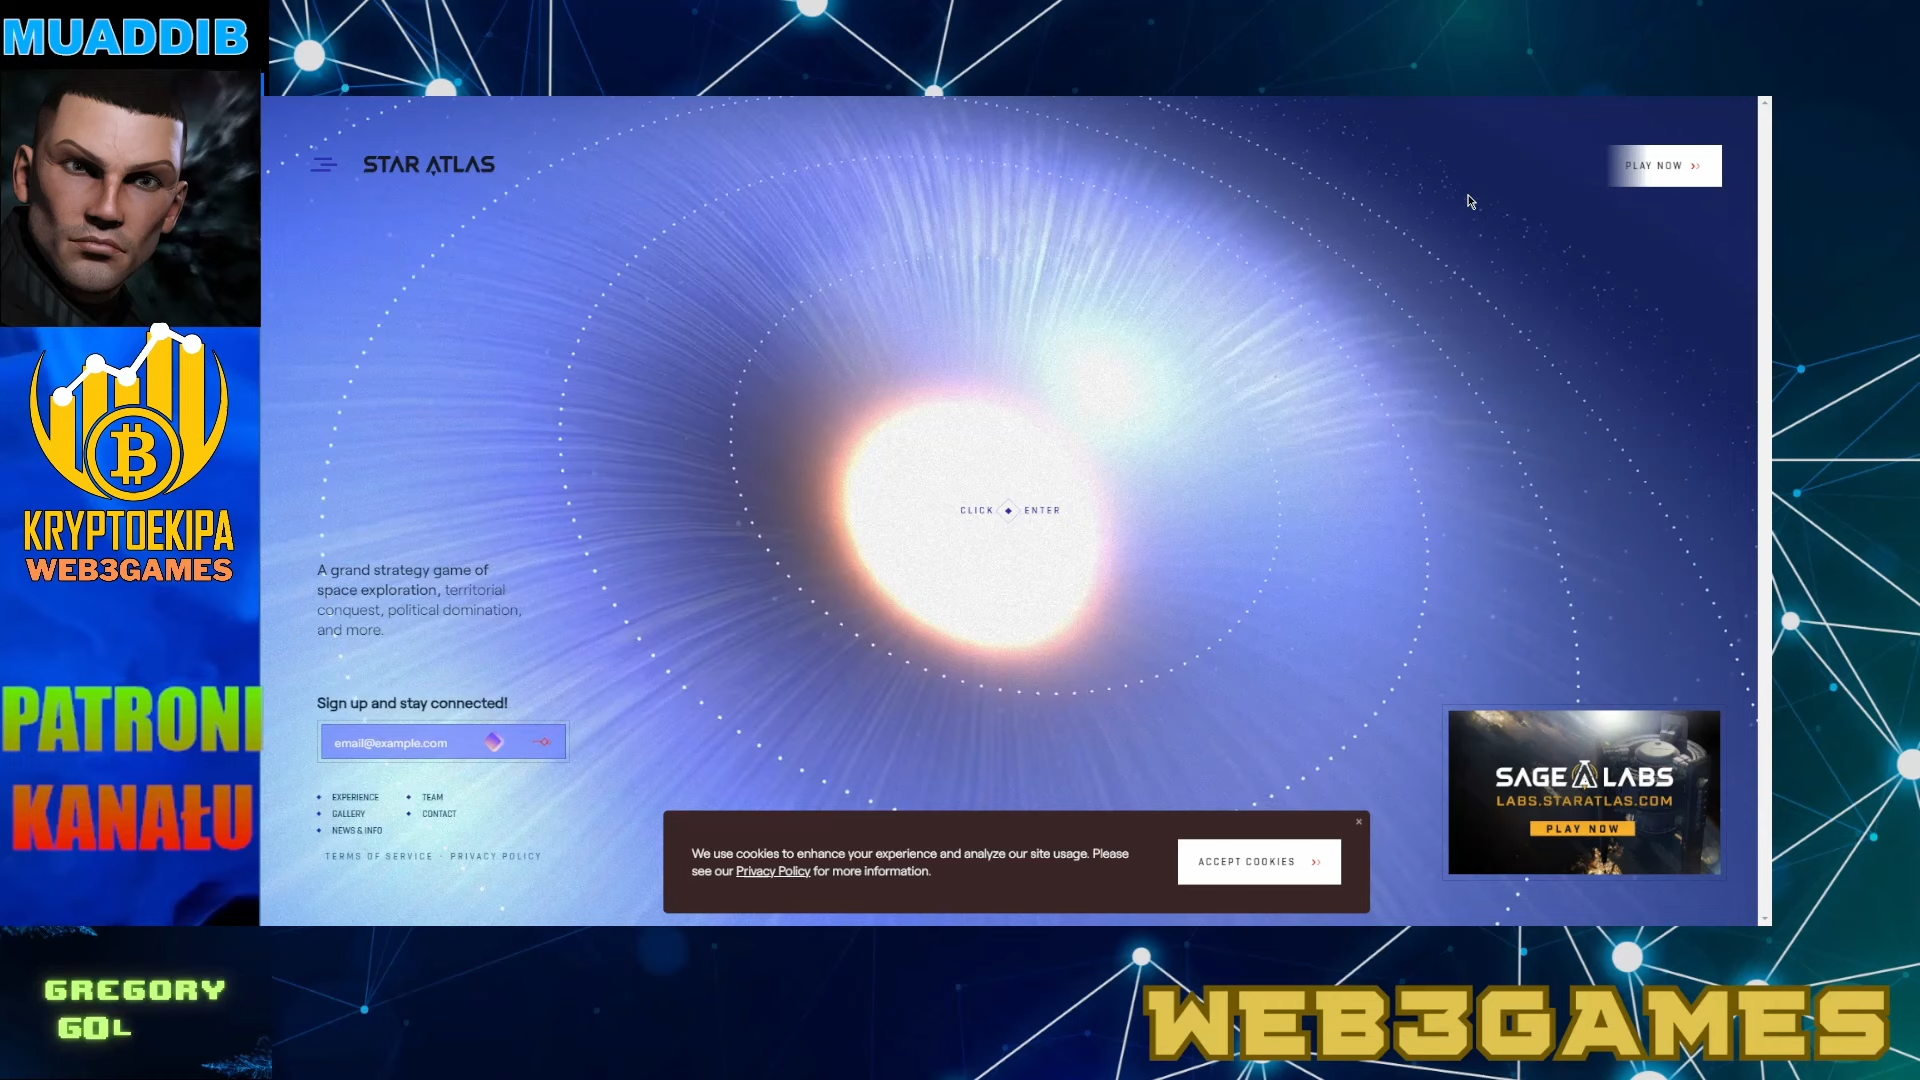 MUADDIB
STAR ATLAS
PLAY NOW
CLICK ENTER
KRYPTOEKIPA
WEB3GAMES
A grand strategy game of
space exploration, territorial
conquest, political domination,
and more.
Sign up and stay connected!
email@example.com
EXPERIENCE TEAM
GALLERY CONTACT
NEWS & INFO
TERMS OF SERVICE - PRIVACY POLICY
PATRONI
KANAŁU
SAGE LABS
LABS.STARATLAS.COM
PLAY NOW
We use cookies to enhance your experience and analyze our site usage. Please
see our Privacy Policy for more information.
ACCEPT COOKIES
GREGORY
GOL
WEB3GAMES